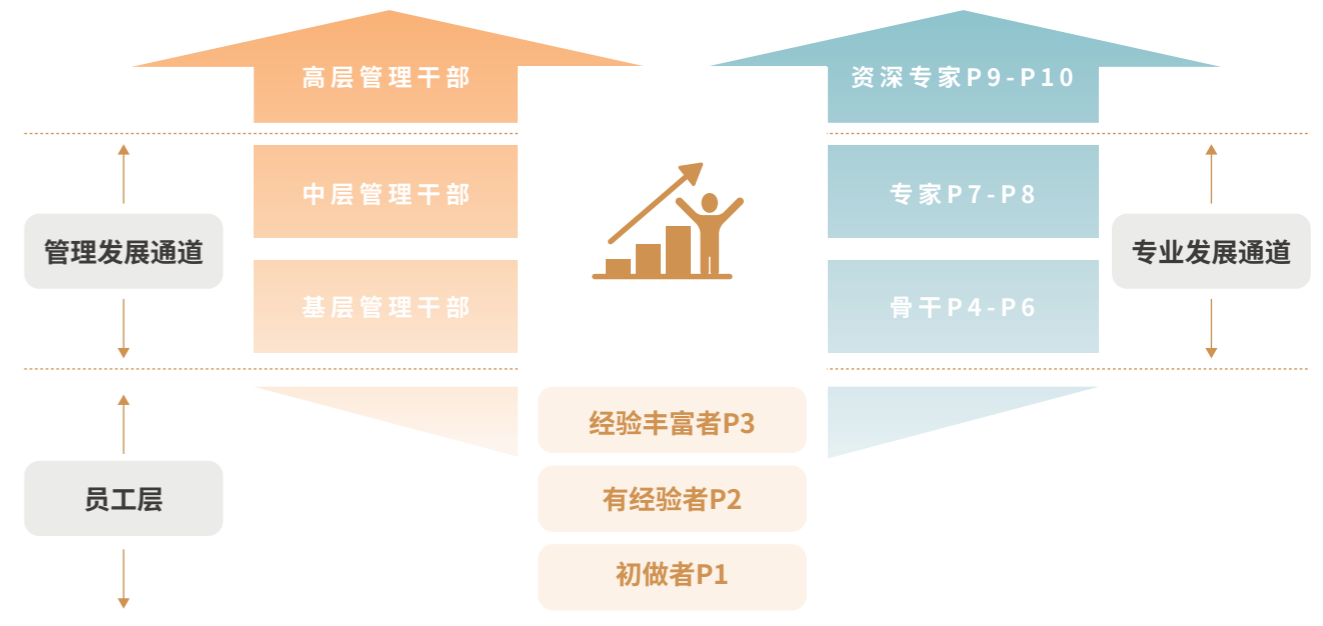 高层管理干部
资深专家P9-P10
中层管理干部
专家P7-P8
管理发展通道
专业发展通道
基层管理干部
骨干P4-P6
经验丰富者P3
员工层
有经验者P2
初做者P1